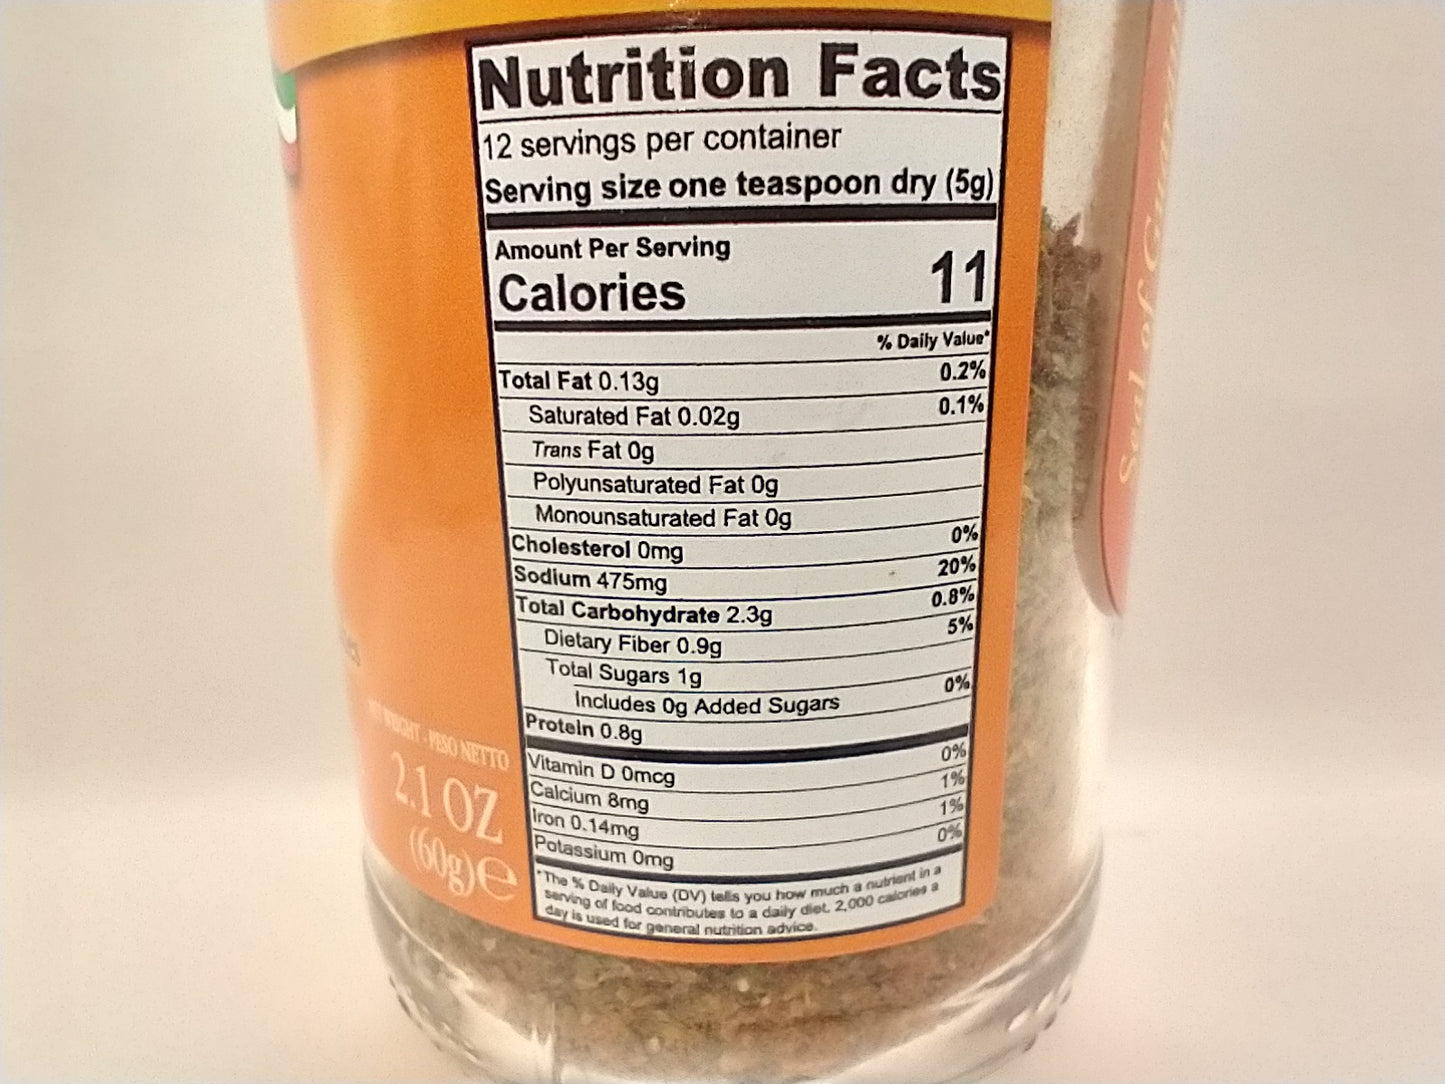 Nutrition Facts
12 servings per container
Serving size one teaspoon dry (5g)
Amount Per Serving
Calories 11
% Daily Value*
Total Fat 0.13g 0.2%
Saturated Fat 0.02g 0.1%
Trans Fat 0g
Polyunsaturated Fat 0g
Monounsaturated Fat 0g
Cholesterol 0mg 0%
Sodium 475mg 20%
Total Carbohydrate 2.3g 0.8%
Dietary Fiber 0.9g 5%
Total Sugars 1g
Includes 0g Added Sugars 0%
Protein 0.8g
Vitamin D 0mcg 0%
Calcium 8mg 1%
Iron 0.14mg 1%
Potassium 0mg 0%
*The % Daily Value (DV) tells you how much a nutrient in a
serving of food contributes to a daily diet. 2,000 calories a
day is used for general nutrition advice.
NET WEIGHT - PESO NETTO
2.1 OZ
(60g)e
Seal of